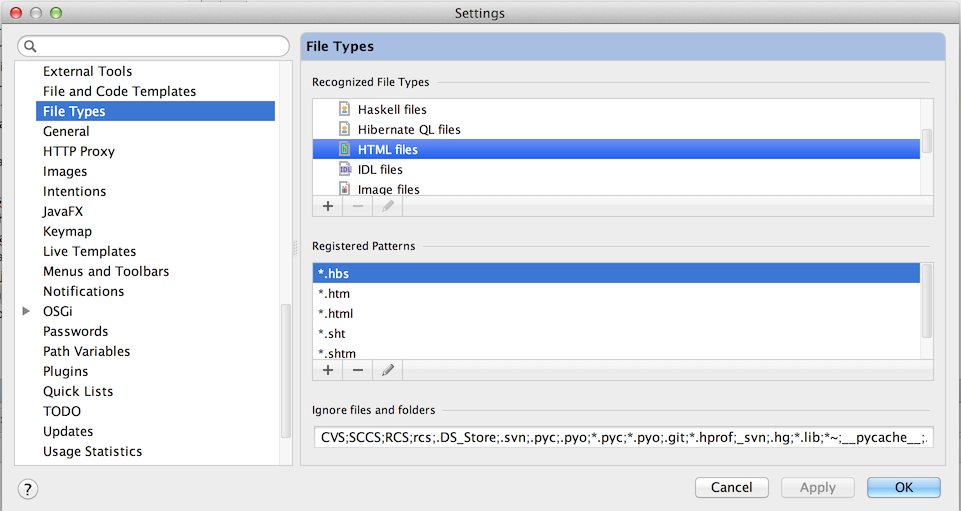 Settings
External Tools
File and Code Templates
File Types
General
HTTP Proxy
Images
Intentions
JavaFX
Keymap
Live Templates
Menus and Toolbars
Notifications
OSGi
Passwords
Path Variables
Plugins
Quick Lists
TODO
Updates
Usage Statistics
File Types
Recognized File Types
Haskell files
Hibernate QL files
HTML files
IDL files
Image files
Registered Patterns
*.hbs
*.htm
*.html
*.sht
*.shtm
Ignore files and folders
CVS;SCCS;RCS;rcs;.DS_Store;.svn;.pyc;.pyo;*.pyc;*.pyo;.git;*.hprof;_svn;.hg;*.lib;*~;__pycache__;.
?
Cancel
Apply
OK